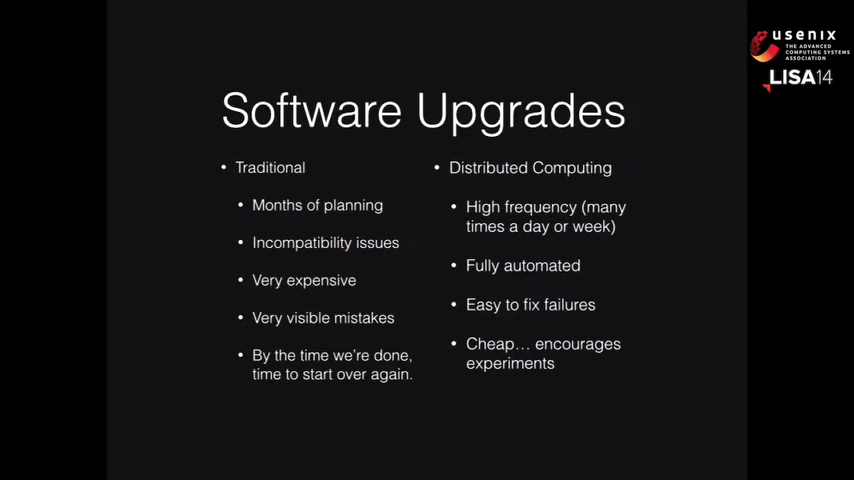 usenix
THE ADVANCED
COMPUTING SYSTEMS
ASSOCIATION
LISA14
Software Upgrades
• Traditional
• Months of planning
• Incompatibility issues
• Very expensive
• Very visible mistakes
• By the time we're done,
time to start over again.
• Distributed Computing
• High frequency (many
times a day or week)
• Fully automated
• Easy to fix failures
• Cheap… encourages
experiments